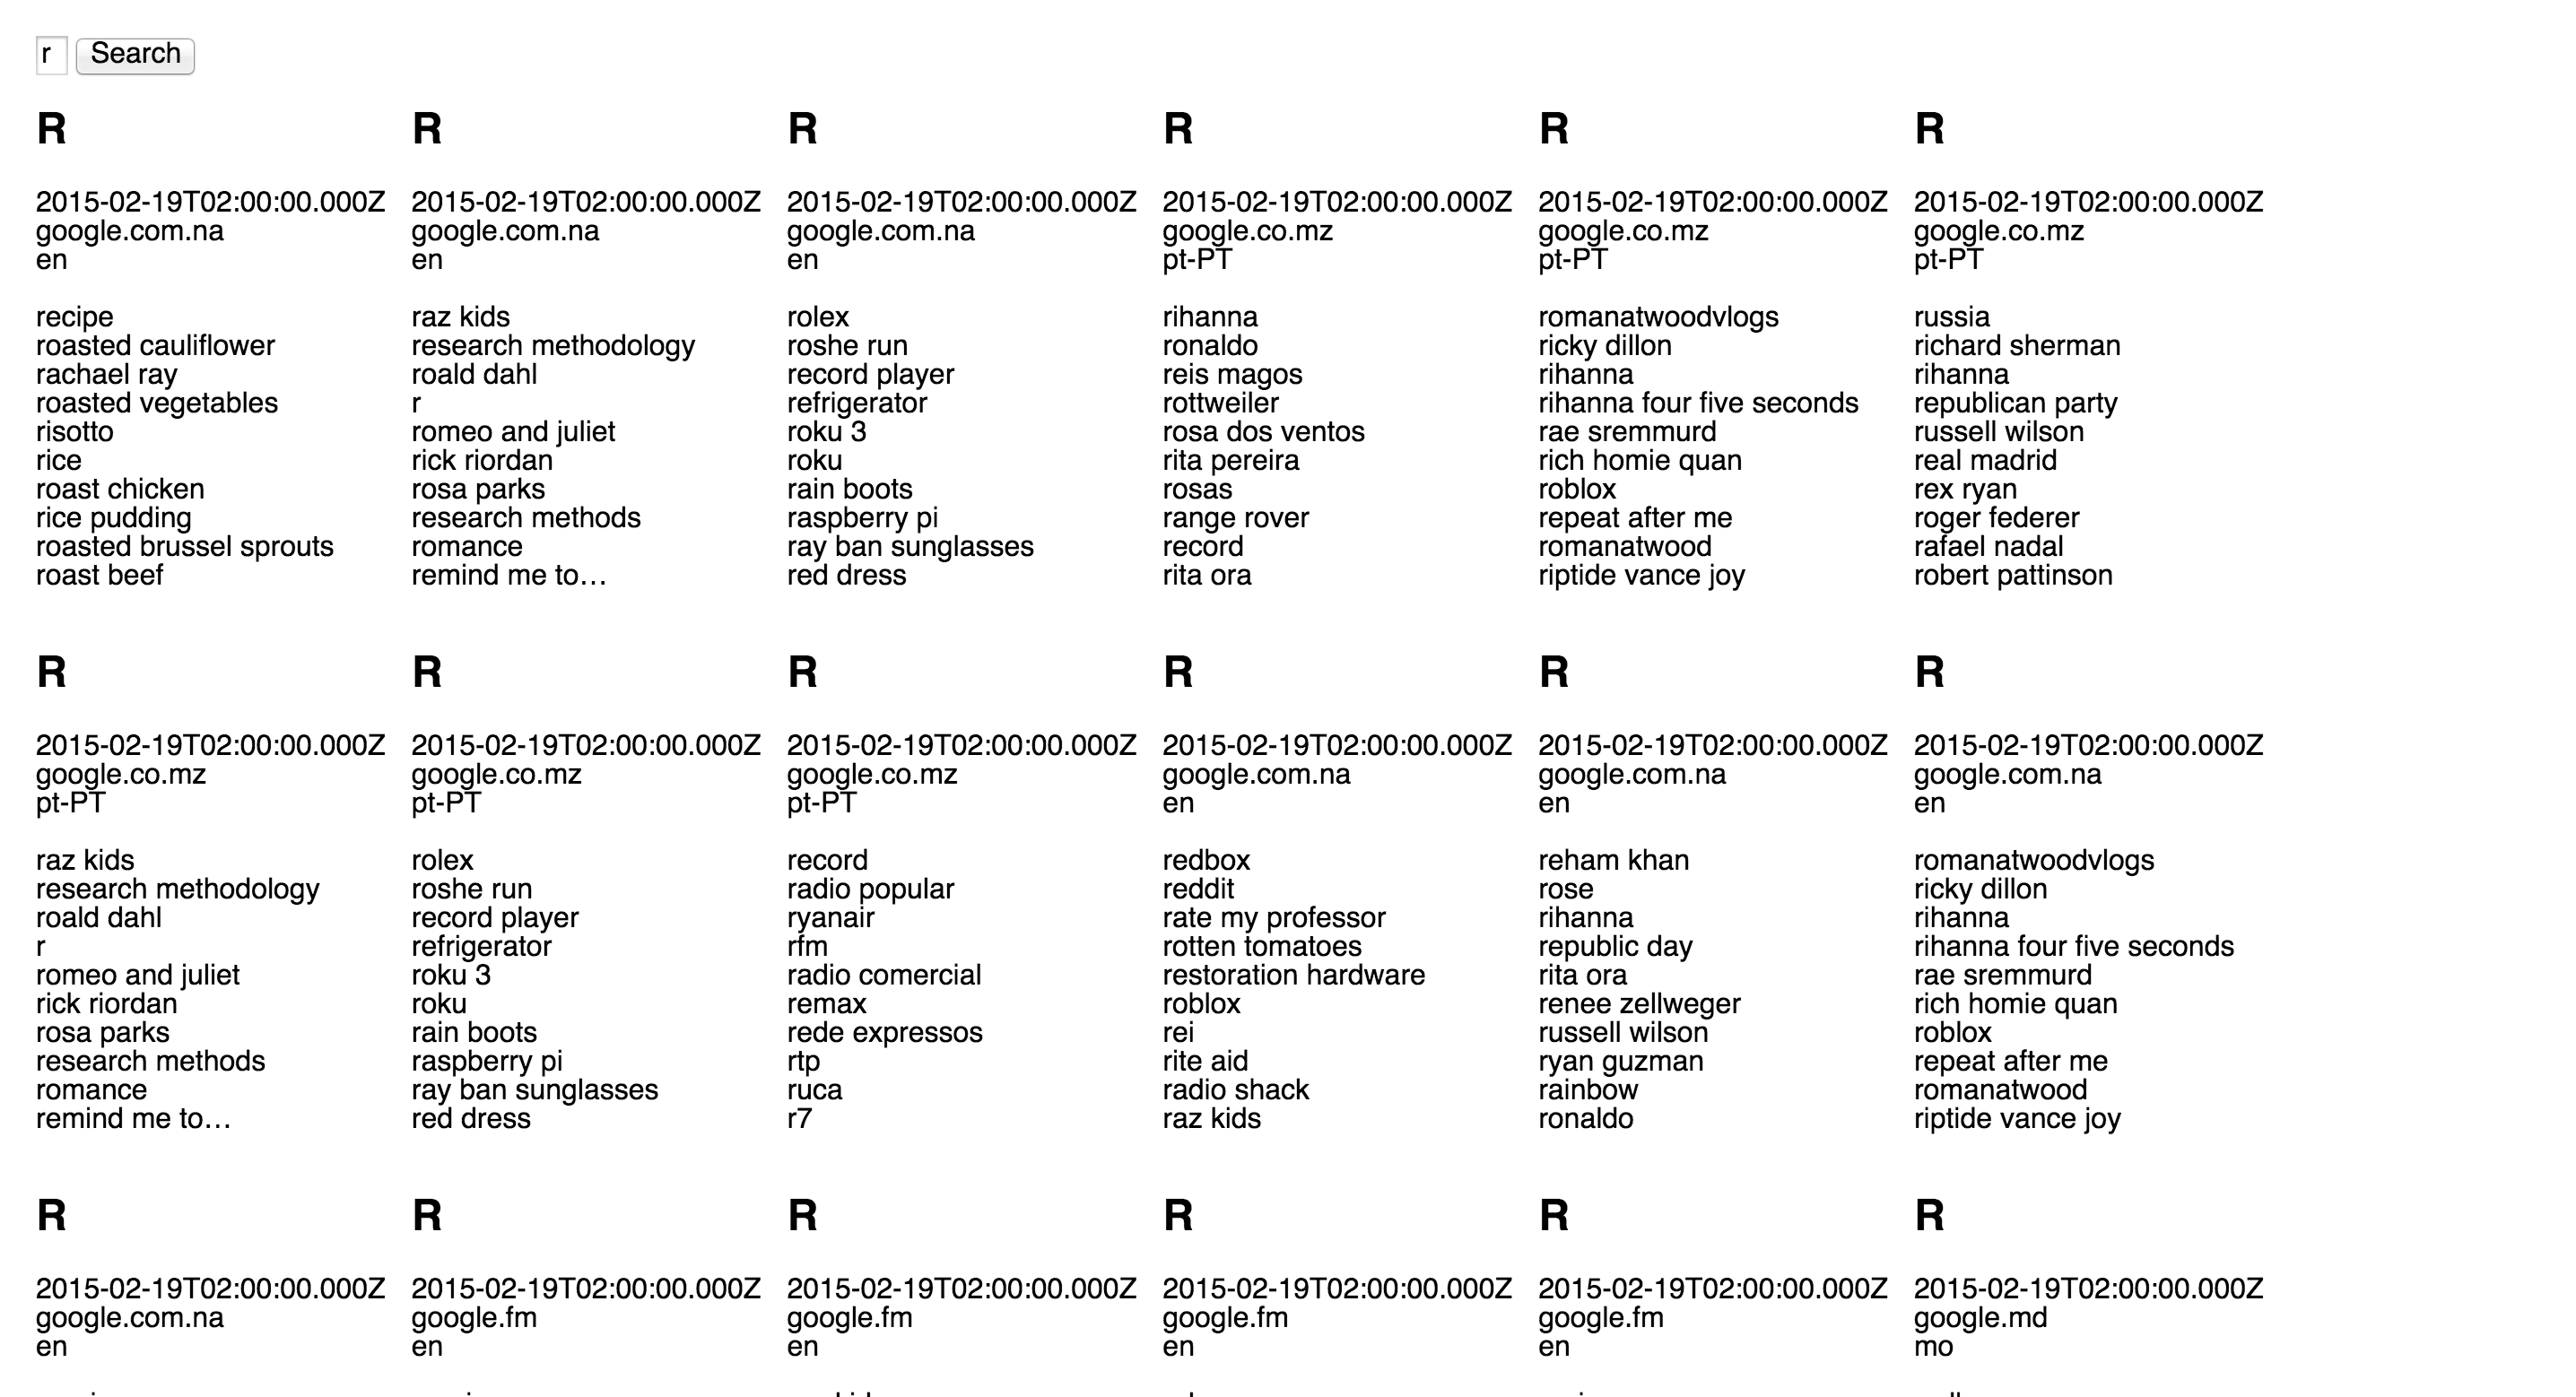 r Search
R
2015-02-19T02:00:00.000Z
google.com.na
en
recipe
roasted cauliflower
rachael ray
roasted vegetables
risotto
rice
roast chicken
rice pudding
roasted brussel sprouts
roast beef
R
2015-02-19T02:00:00.000Z
google.com.na
en
raz kids
research methodology
roald dahl
r
romeo and juliet
rick riordan
rosa parks
research methods
romance
remind me to…
R
2015-02-19T02:00:00.000Z
google.com.na
en
rolex
roshe run
record player
refrigerator
roku 3
roku
rain boots
raspberry pi
ray ban sunglasses
red dress
R
2015-02-19T02:00:00.000Z
google.co.mz
pt-PT
rihanna
ronaldo
reis magos
rottweiler
rosa dos ventos
rita pereira
rosas
range rover
record
rita ora
R
2015-02-19T02:00:00.000Z
google.co.mz
pt-PT
romanatwoodvlogs
ricky dillon
rihanna
rihanna four five seconds
rae sremmurd
rich homie quan
roblox
repeat after me
romanatwood
riptide vance joy
R
2015-02-19T02:00:00.000Z
google.co.mz
pt-PT
russia
richard sherman
rihanna
republican party
russell wilson
real madrid
rex ryan
roger federer
rafael nadal
robert pattinson
R
2015-02-19T02:00:00.000Z
google.co.mz
pt-PT
raz kids
research methodology
roald dahl
r
romeo and juliet
rick riordan
rosa parks
research methods
romance
remind me to…
R
2015-02-19T02:00:00.000Z
google.co.mz
pt-PT
rolex
roshe run
record player
refrigerator
roku 3
roku
rain boots
raspberry pi
ray ban sunglasses
red dress
R
2015-02-19T02:00:00.000Z
google.co.mz
pt-PT
record
radio popular
ryanair
rfm
radio comercial
remax
rede expressos
rtp
ruca
r7
R
2015-02-19T02:00:00.000Z
google.com.na
en
redbox
reddit
rate my professor
rotten tomatoes
restoration hardware
roblox
rei
rite aid
radio shack
raz kids
R
2015-02-19T02:00:00.000Z
google.com.na
en
reham khan
rose
rihanna
republic day
rita ora
renee zellweger
russell wilson
ryan guzman
rainbow
ronaldo
R
2015-02-19T02:00:00.000Z
google.com.na
en
romanatwoodvlogs
ricky dillon
rihanna
rihanna four five seconds
rae sremmurd
rich homie quan
roblox
repeat after me
romanatwood
riptide vance joy
R
2015-02-19T02:00:00.000Z
google.com.na
en
R
2015-02-19T02:00:00.000Z
google.fm
en
R
2015-02-19T02:00:00.000Z
google.fm
en
R
2015-02-19T02:00:00.000Z
google.fm
en
R
2015-02-19T02:00:00.000Z
google.fm
en
R
2015-02-19T02:00:00.000Z
google.md
mo